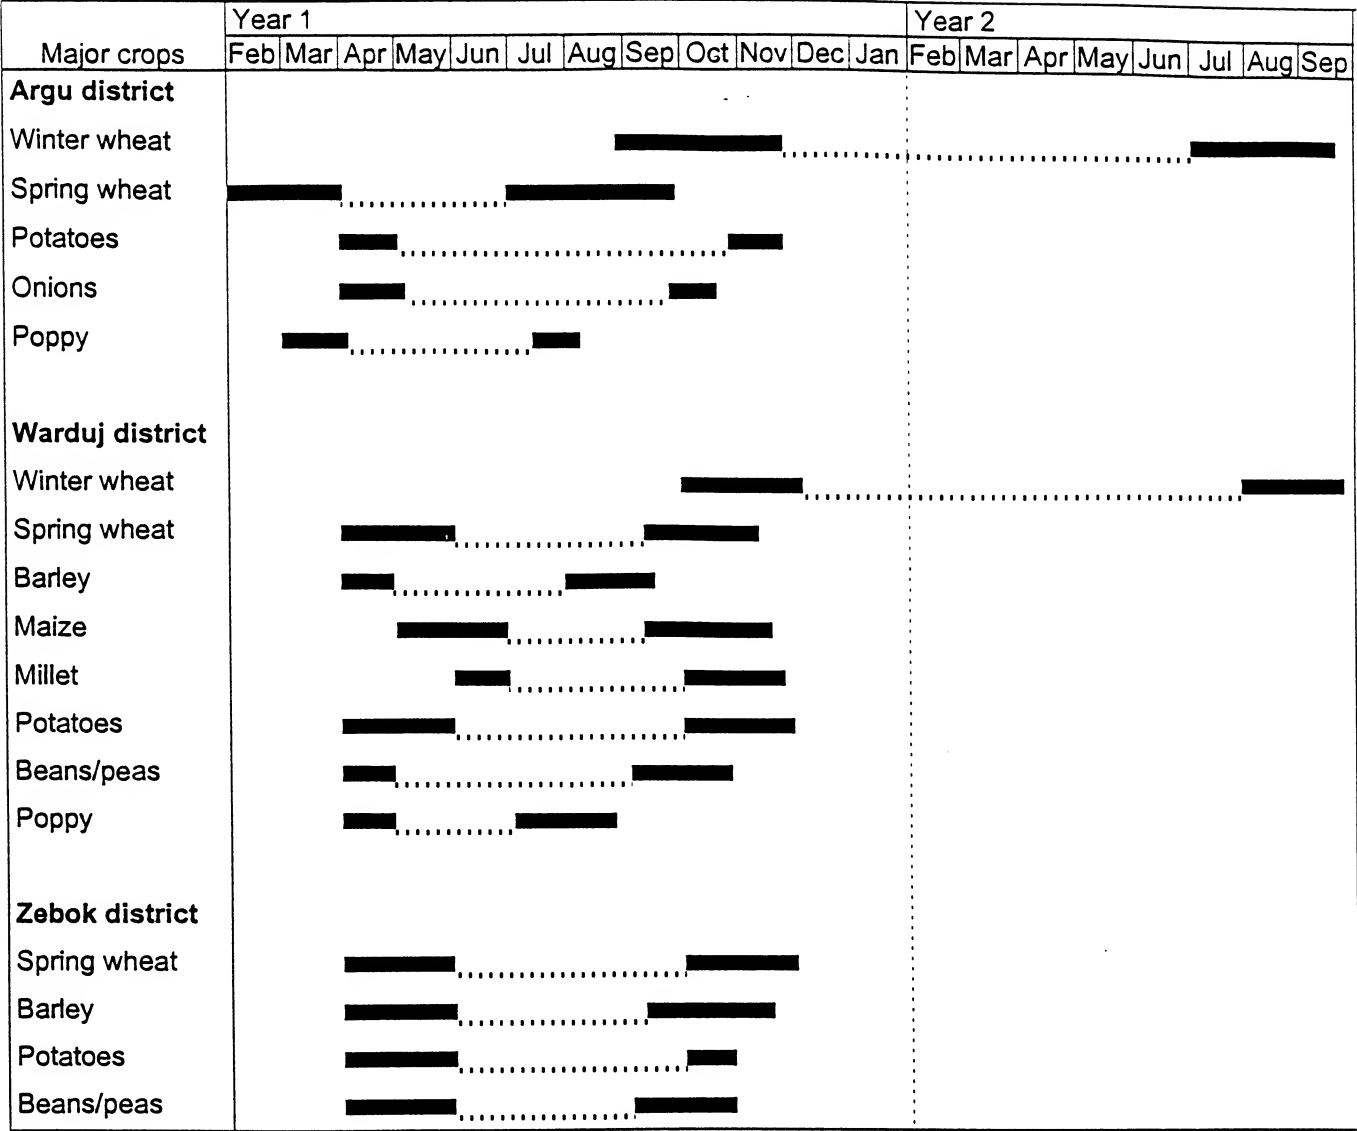 Year 1 Year 2
Major crops Feb Mar Apr May Jun Jul Aug Sep Oct Nov Dec Jan Feb Mar Apr May Jun Jul Aug Sep
Argu district
Winter wheat
Spring wheat
Potatoes
Onions
Poppy
Warduj district
Winter wheat
Spring wheat
Barley
Maize
Millet
Potatoes
Beans/peas
Poppy
Zebok district
Spring wheat
Barley
Potatoes
Beans/peas